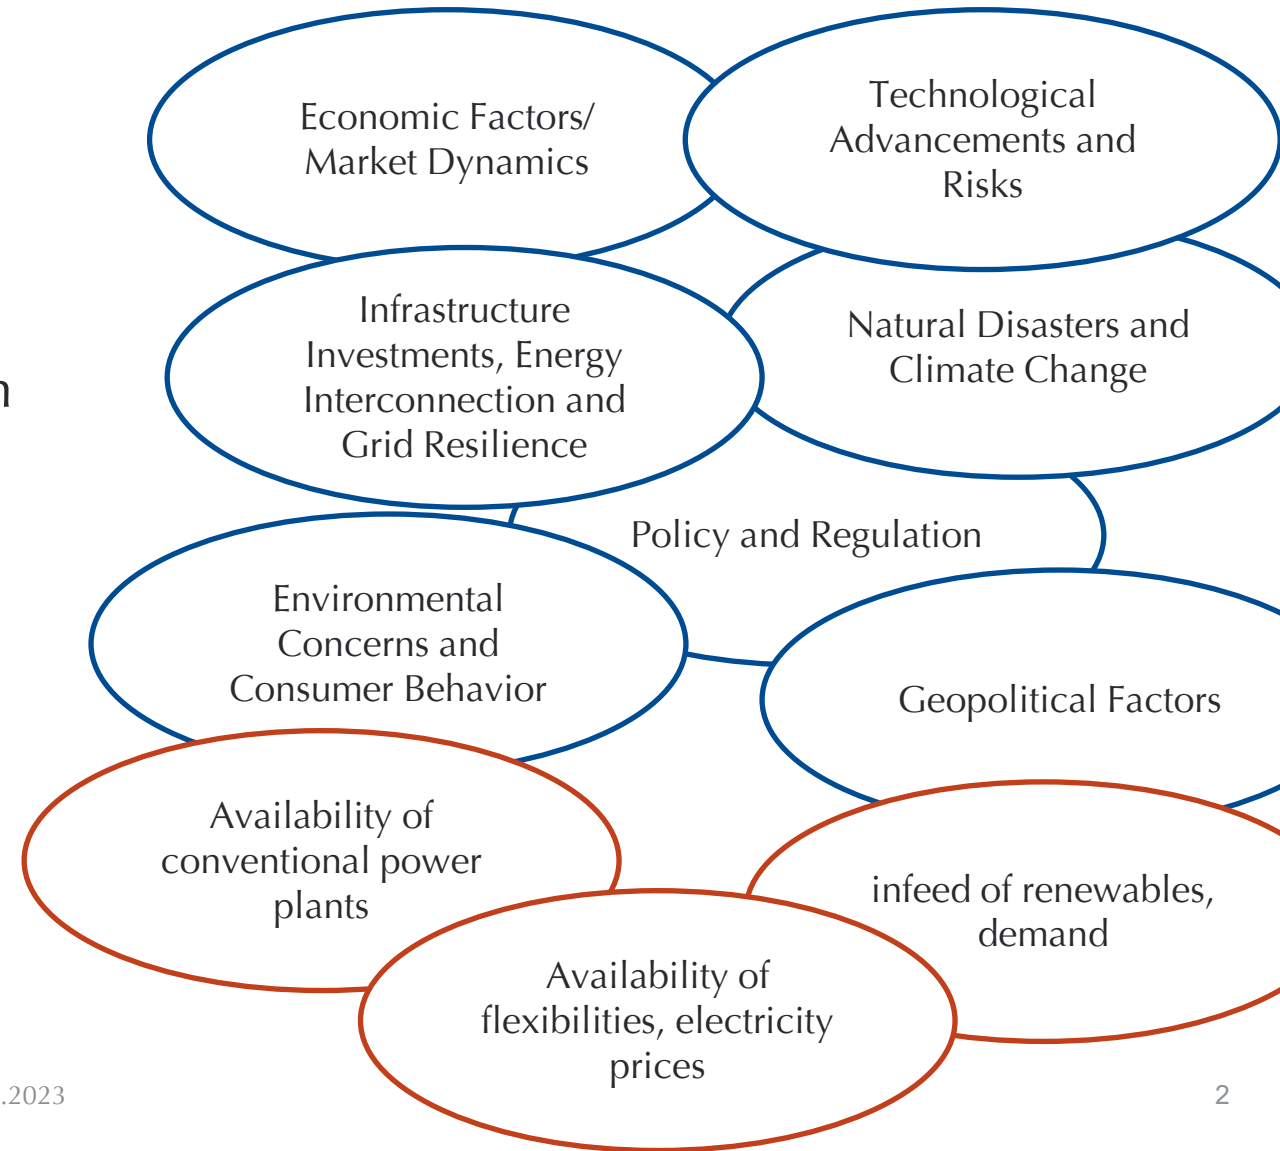 Economic Factors/
Market Dynamics
Technological
Advancements and
Risks
Infrastructure
Investments, Energy
Interconnection and
Grid Resilience
Natural Disasters and
Climate Change
Policy and Regulation
Environmental
Concerns and
Consumer Behavior
Geopolitical Factors
Availability of
conventional power
plants
infeed of renewables,
demand
Availability of
flexibilities, electricity
prices
.2023
2